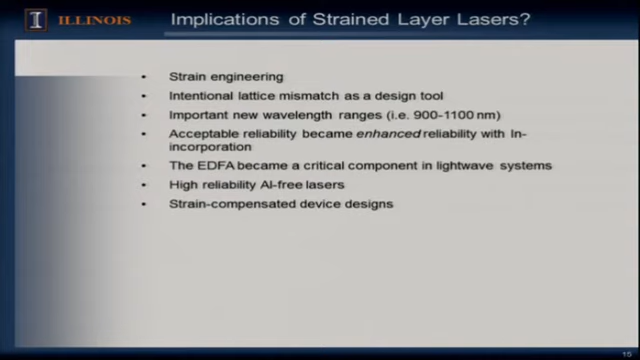 I ILLINOIS
Implications of Strained Layer Lasers?
• Strain engineering
• Intentional lattice mismatch as a design tool
• Important new wavelength ranges (i.e. 900-1100 nm)
• Acceptable reliability became enhanced reliability with In-
incorporation
• The EDFA became a critical component in lightwave systems
• High reliability Al-free lasers
• Strain-compensated device designs
15